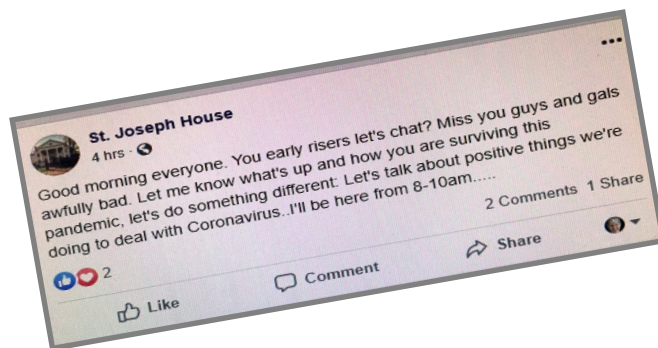 St. Joseph House
4 hrs ·
Good morning everyone. You early risers let's chat? Miss you guys and gals
awfully bad. Let me know what's up and how you are surviving this
pandemic, let's do something different: Let's talk about positive things we're
doing to deal with Coronavirus..I'll be here from 8-10am.....
2 Comments 1 Share
2
Like Comment Share